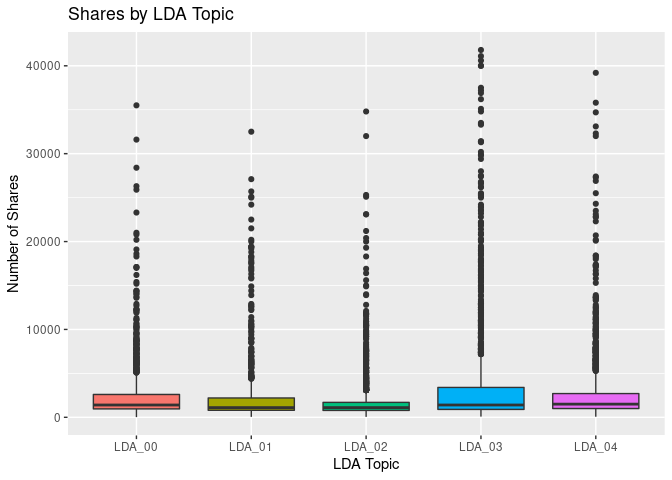 Shares by LDA Topic
40000
30000
20000
10000
0
Number of Shares
LDA_00 LDA_01 LDA_02 LDA_03 LDA_04
LDA Topic